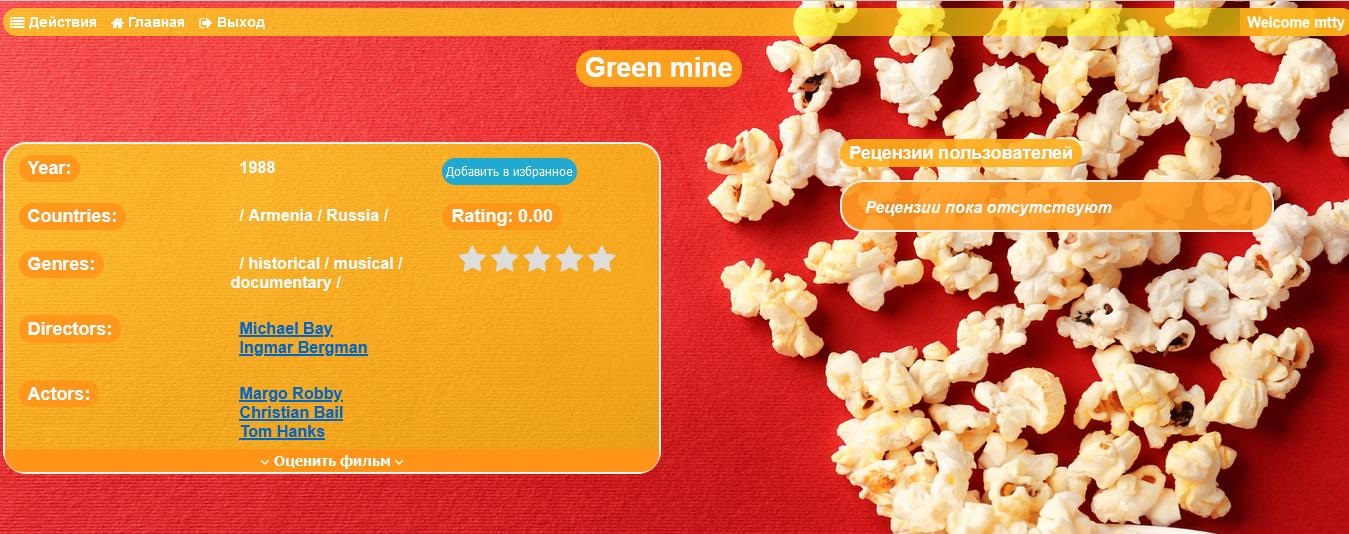 Действия Главная Выход Welcome mtty
Green mine
Year: 1988 Добавить в избранное
Countries: / Armenia / Russia / Rating: 0.00
Genres: / historical / musical /
documentary /
Directors: Michael Bay
Ingmar Bergman
Actors: Margo Robby
Christian Bail
Tom Hanks
Оценить фильм
Рецензии пользователей
Рецензии пока отсутствуют